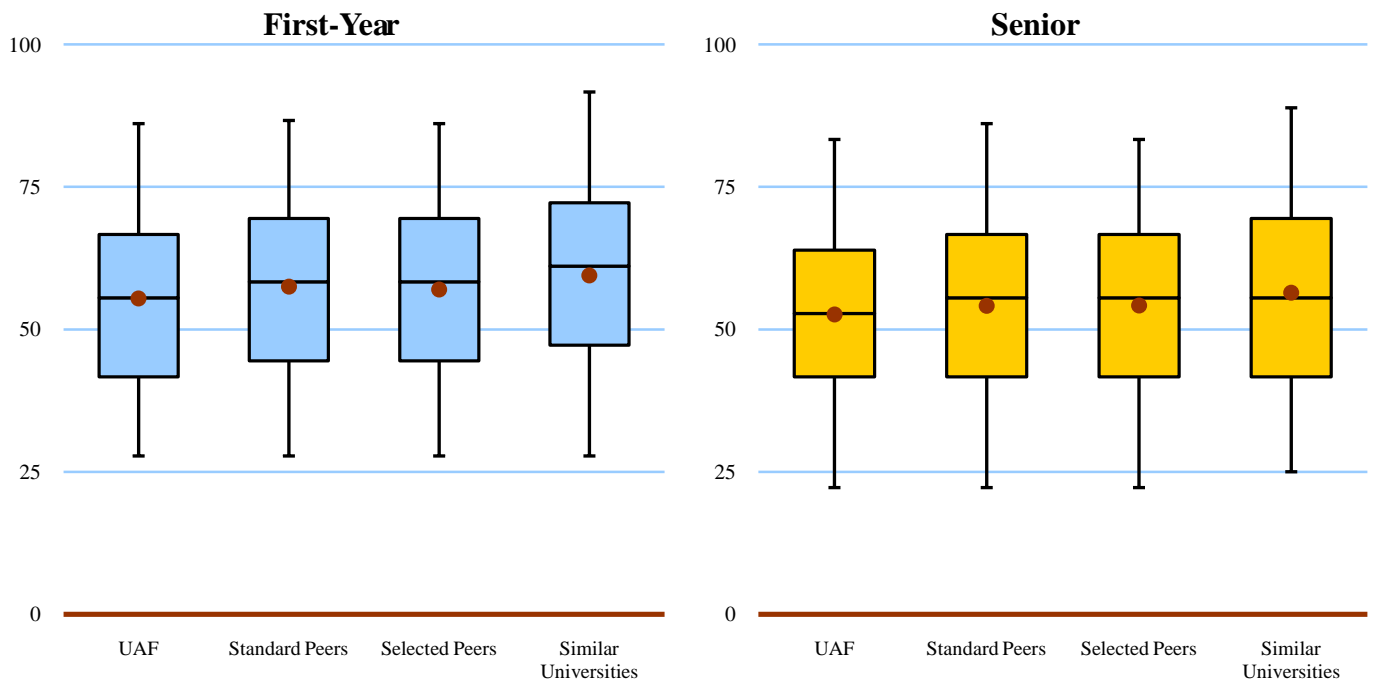 First-Year
100
75
50
25
0
UAF
Standard Peers
Selected Peers
Similar
Universities
Senior
100
75
50
25
0
UAF
Standard Peers
Selected Peers
Similar
Universities